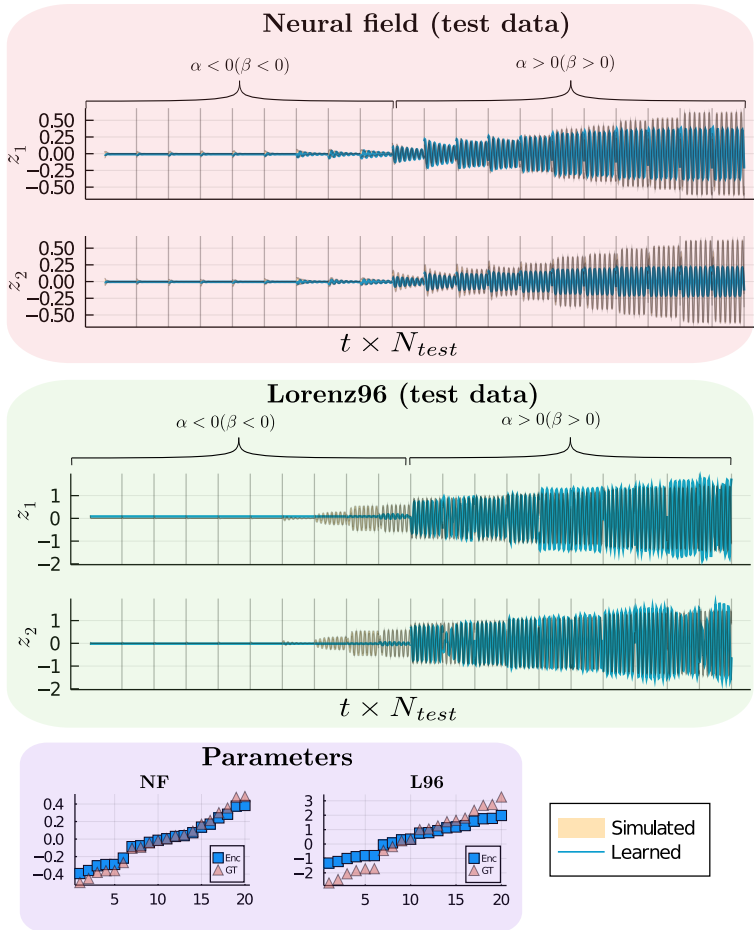 Neural field (test data)
α < 0(β < 0)
α > 0(β > 0)
0.50
0.25
0.00
−0.25
−0.50
z₁
0.50
0.25
0.00
−0.25
−0.50
z₂
t × N_{test}
Lorenz96 (test data)
α < 0(β < 0)
α > 0(β > 0)
1
0
−1
−2
z₁
1
0
−1
−2
z₂
t × N_{test}
Parameters
NF
0.4
0.2
0.0
−0.2
−0.4
5 10 15 20
Enc
GT
L96
3
2
1
0
−1
−2
5 10 15 20
Enc
GT
Simulated
Learned